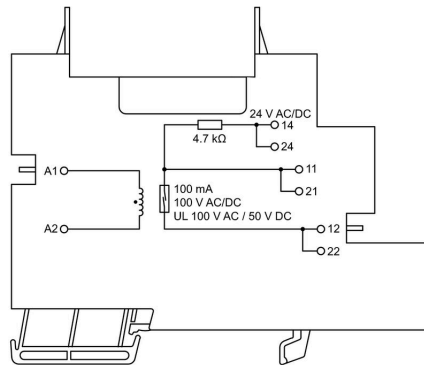 24 V AC/DC
14
4.7 kΩ
24
A1
11
21
100 mA
100 V AC/DC
UL 100 V AC / 50 V DC
A2
12
22